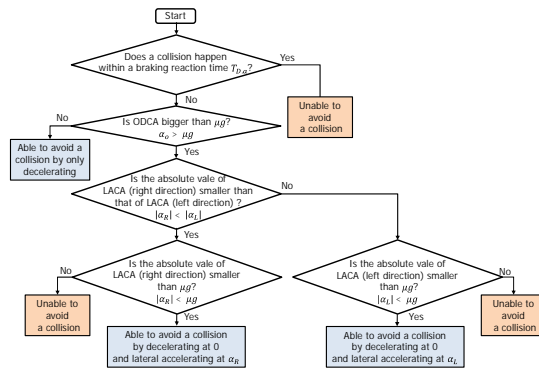 Start
Does a collision happen
within a braking reaction time T_{D,a}?
Yes
No
Unable to
avoid
a collision
Is ODCA bigger than μg?
α_o > μg
No
Yes
Able to avoid a
collision by only
decelerating
Is the absolute vale of
LACA (right direction) smaller than
that of LACA (left direction) ?
|α_R| < |α_L|
No
Yes
Is the absolute vale of
LACA (right direction) smaller
than μg?
|α_R| < μg
No
Yes
Unable to
avoid
a collision
Able to avoid a collision
by decelerating at 0
and lateral accelerating at α_R
Is the absolute vale of
LACA (left direction) smaller
than μg?
|α_L| < μg
No
Yes
Unable to
avoid
a collision
Able to avoid a collision
by decelerating at 0
and lateral accelerating at α_L